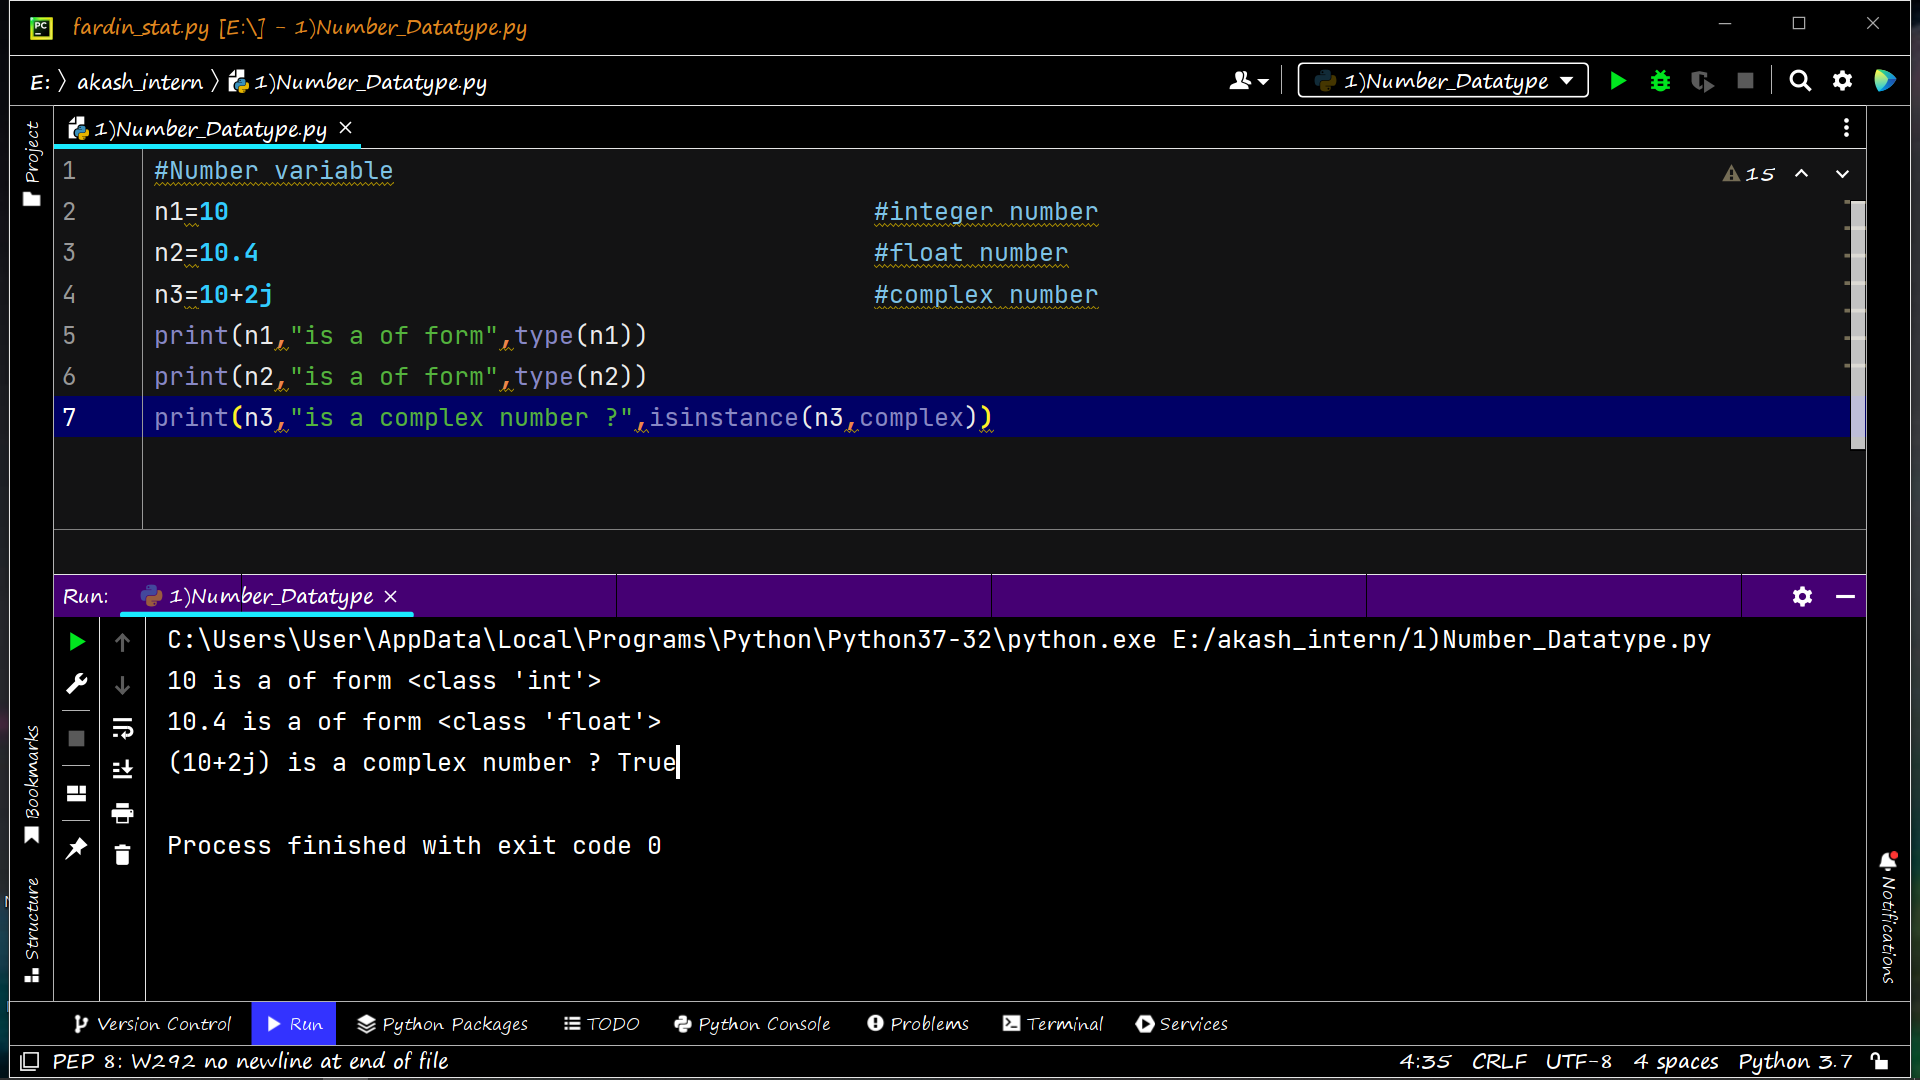 fardin_stat.py [E:\] - 1)Number_Datatype.py
E: 〉 akash_intern 〉 1)Number_Datatype.py
1)Number_Datatype
Project
1)Number_Datatype.py
15
1 #Number variable
2 n1=10 #integer number
3 n2=10.4 #float number
4 n3=10+2j #complex number
5 print(n1,"is a of form",type(n1))
6 print(n2,"is a of form",type(n2))
7 print(n3,"is a complex number ?",isinstance(n3,complex))
Run: 1)Number_Datatype
C:\Users\User\AppData\Local\Programs\Python\Python37-32\python.exe E:/akash_intern/1)Number_Datatype.py
10 is a of form <class 'int'>
10.4 is a of form <class 'float'>
(10+2j) is a complex number ? True
Process finished with exit code 0
Bookmarks
Structure
Notifications
Version Control Run Python Packages TODO Python Console Problems Terminal Services
PEP 8: W292 no newline at end of file 4:35 CRLF UTF-8 4 spaces Python 3.7